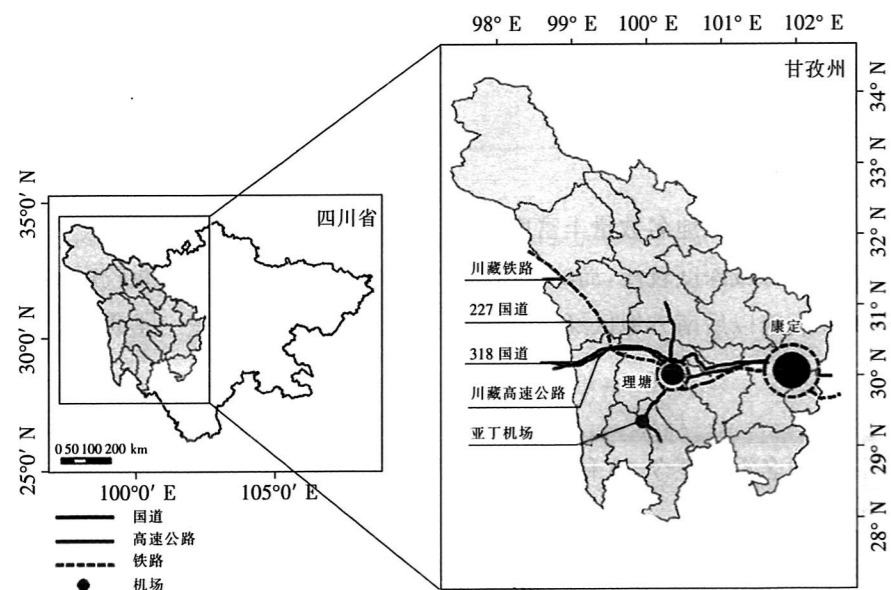 98° E 99° E 100° E 101° E 102° E
甘孜州
34° N
33° N
32° N
31° N
30° N
29° N
28° N
川藏铁路
227 国道
318 国道
川藏高速公路
亚丁机场
理塘
康定
四川省
35°0′ N
30°0′ N
25°0′ N
0 50 100 200 km
100°0′ E 105°0′ E
国道
高速公路
铁路
机场